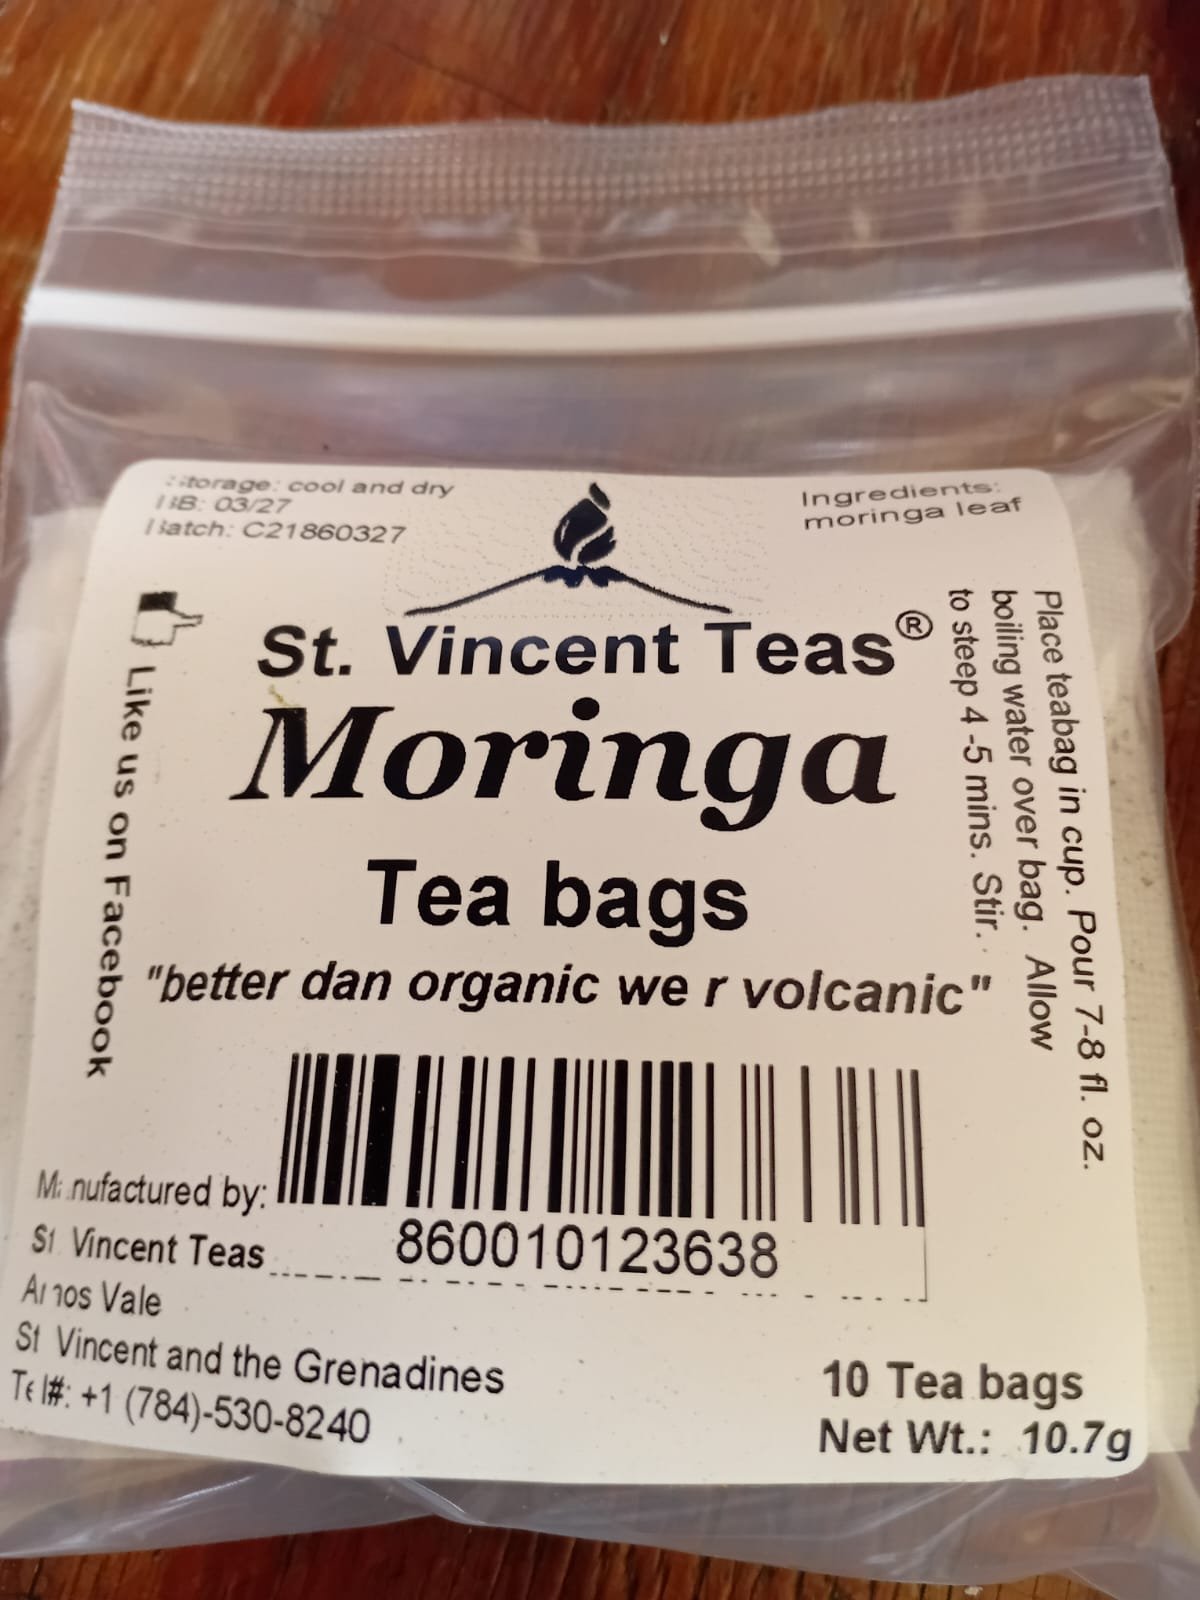 Storage: cool and dry
BB: 03/27
Batch: C21860327
Ingredients:
moringa leaf
St. Vincent Teas®
Moringa
Tea bags
"better dan organic we r volcanic"
Like us on Facebook
Place teabag in cup. Pour 7-8 fl. oz.
boiling water over bag. Allow
to steep 4 -5 mins. Stir.
860010123638
Manufactured by:
St Vincent Teas
Arnos Vale
St Vincent and the Grenadines
Tel#: +1 (784)-530-8240
10 Tea bags
Net Wt.: 10.7g